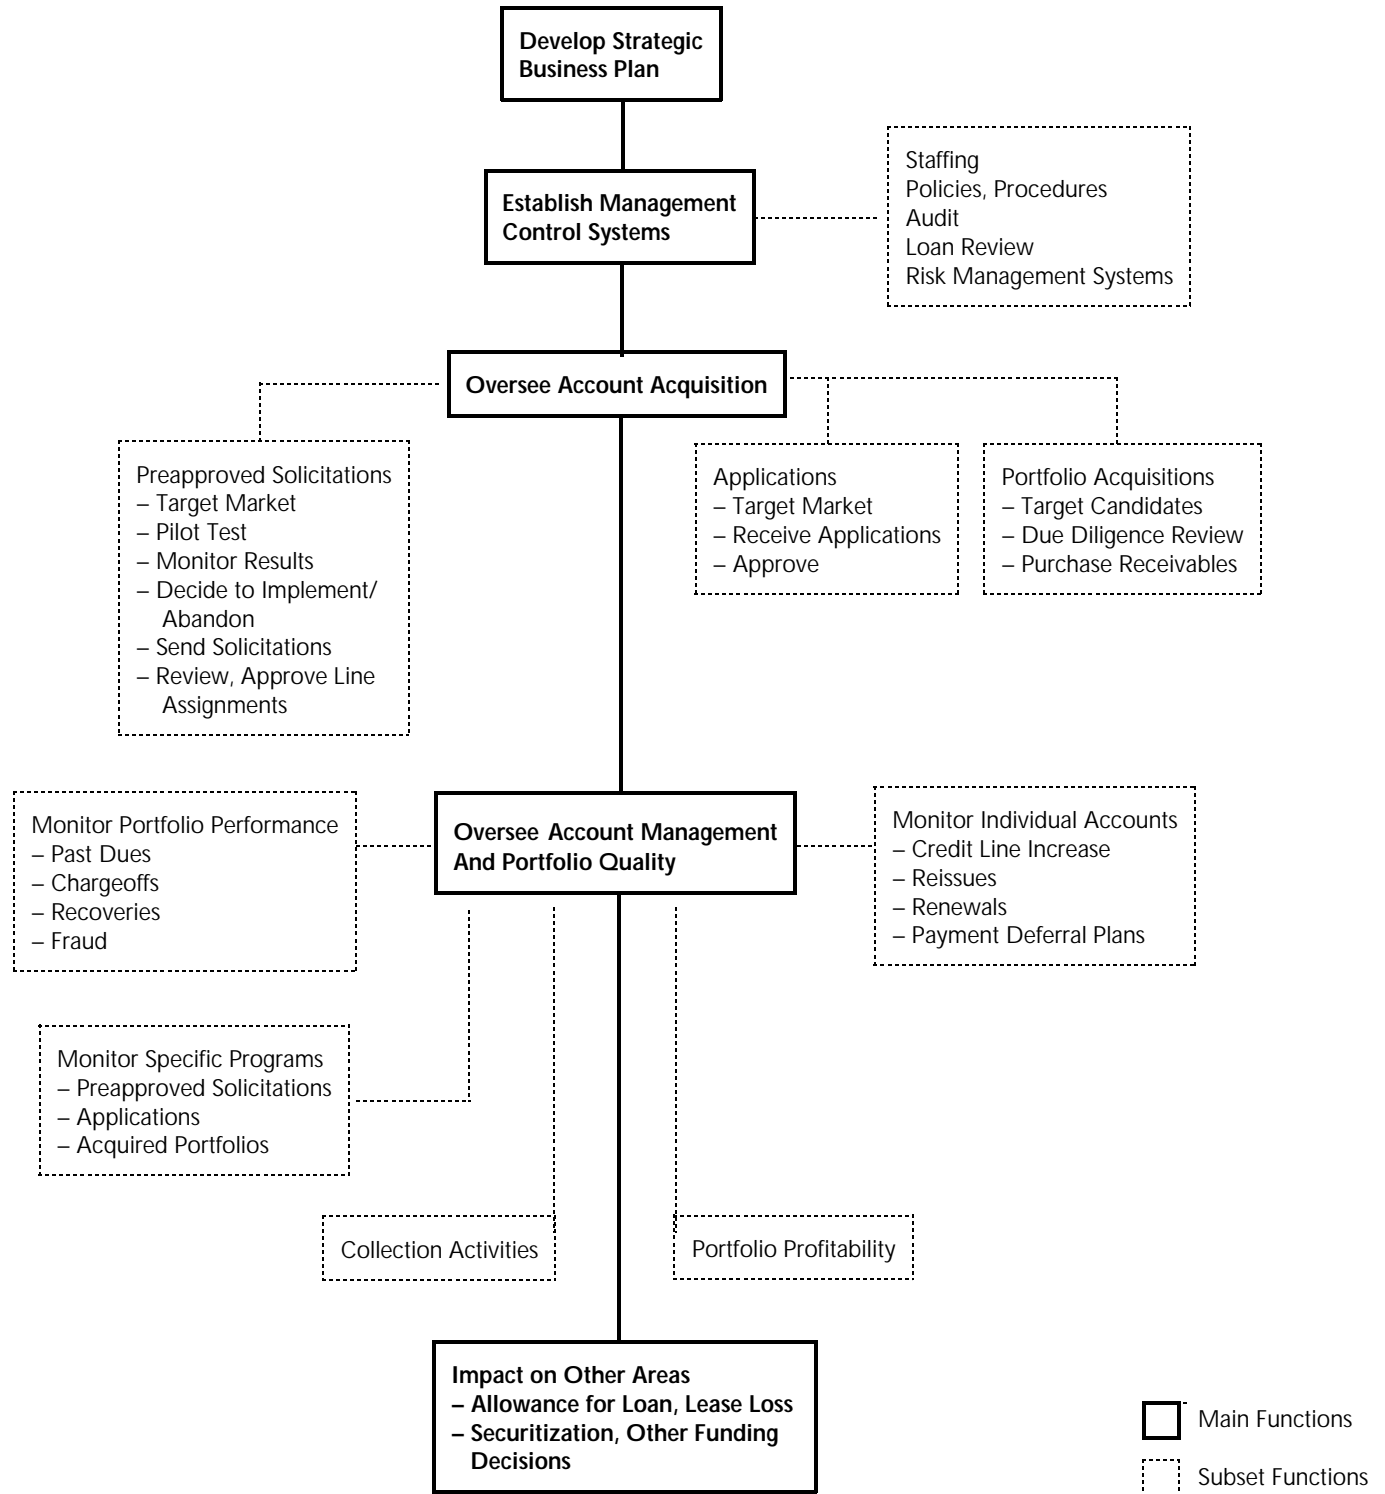 Develop Strategic
Business Plan
Establish Management
Control Systems
Staffing
Policies, Procedures
Audit
Loan Review
Risk Management Systems
Oversee Account Acquisition
Preapproved Solicitations
– Target Market
– Pilot Test
– Monitor Results
– Decide to Implement/
Abandon
– Send Solicitations
– Review, Approve Line
Assignments
Applications
– Target Market
– Receive Applications
– Approve
Portfolio Acquisitions
– Target Candidates
– Due Diligence Review
– Purchase Receivables
Monitor Portfolio Performance
– Past Dues
– Chargeoffs
– Recoveries
– Fraud
Oversee Account Management
And Portfolio Quality
Monitor Individual Accounts
– Credit Line Increase
– Reissues
– Renewals
– Payment Deferral Plans
Monitor Specific Programs
– Preapproved Solicitations
– Applications
– Acquired Portfolios
Collection Activities
Portfolio Profitability
Impact on Other Areas
– Allowance for Loan, Lease Loss
– Securitization, Other Funding
Decisions
Main Functions
Subset Functions